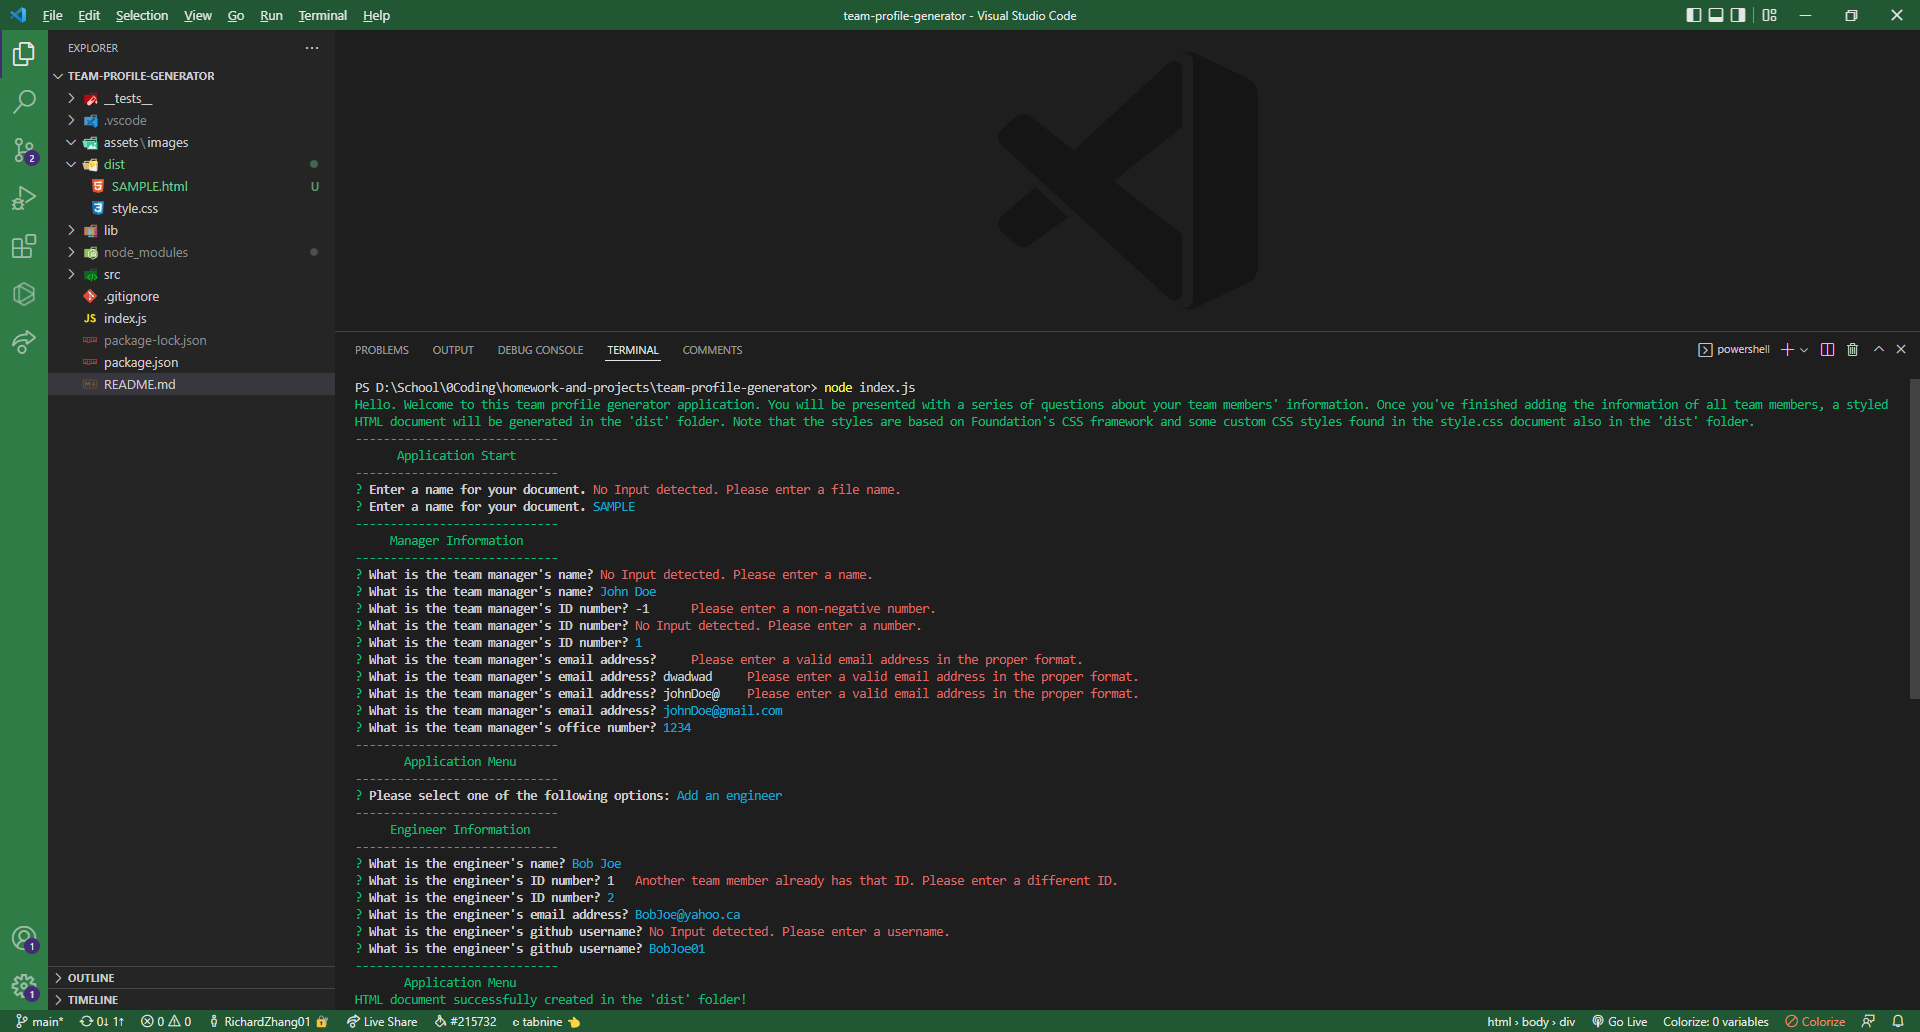 File Edit Selection View Go Run Terminal Help
team-profile-generator - Visual Studio Code
EXPLORER
TEAM-PROFILE-GENERATOR
__tests__
.vscode
assets\images
dist
SAMPLE.html U
style.css
lib
node_modules
src
.gitignore
JS index.js
package-lock.json
package.json
README.md
OUTLINE
TIMELINE
2
1
1
PROBLEMS OUTPUT DEBUG CONSOLE TERMINAL COMMENTS
powershell
PS D:\School\0Coding\homework-and-projects\team-profile-generator> node index.js
Hello. Welcome to this team profile generator application. You will be presented with a series of questions about your team members' information. Once you've finished adding the information of all team members, a styled
HTML document will be generated in the 'dist' folder. Note that the styles are based on Foundation's CSS framework and some custom CSS styles found in the style.css document also in the 'dist' folder.
-----------------------------
Application Start
-----------------------------
? Enter a name for your document. No Input detected. Please enter a file name.
? Enter a name for your document. SAMPLE
-----------------------------
Manager Information
-----------------------------
? What is the team manager's name? No Input detected. Please enter a name.
? What is the team manager's name? John Doe
? What is the team manager's ID number? -1 Please enter a non-negative number.
? What is the team manager's ID number? No Input detected. Please enter a number.
? What is the team manager's ID number? 1
? What is the team manager's email address? Please enter a valid email address in the proper format.
? What is the team manager's email address? dwadwad Please enter a valid email address in the proper format.
? What is the team manager's email address? johnDoe@ Please enter a valid email address in the proper format.
? What is the team manager's email address? johnDoe@gmail.com
? What is the team manager's office number? 1234
-----------------------------
Application Menu
-----------------------------
? Please select one of the following options: Add an engineer
-----------------------------
Engineer Information
-----------------------------
? What is the engineer's name? Bob Joe
? What is the engineer's ID number? 1 Another team member already has that ID. Please enter a different ID.
? What is the engineer's ID number? 2
? What is the engineer's email address? BobJoe@yahoo.ca
? What is the engineer's github username? No Input detected. Please enter a username.
? What is the engineer's github username? BobJoe01
-----------------------------
Application Menu
HTML document successfully created in the 'dist' folder!
main* 0↓ 1↑ 0 0 RichardZhang01 Live Share #215732 tabnine
html › body › div Go Live Colorize: 0 variables Colorize